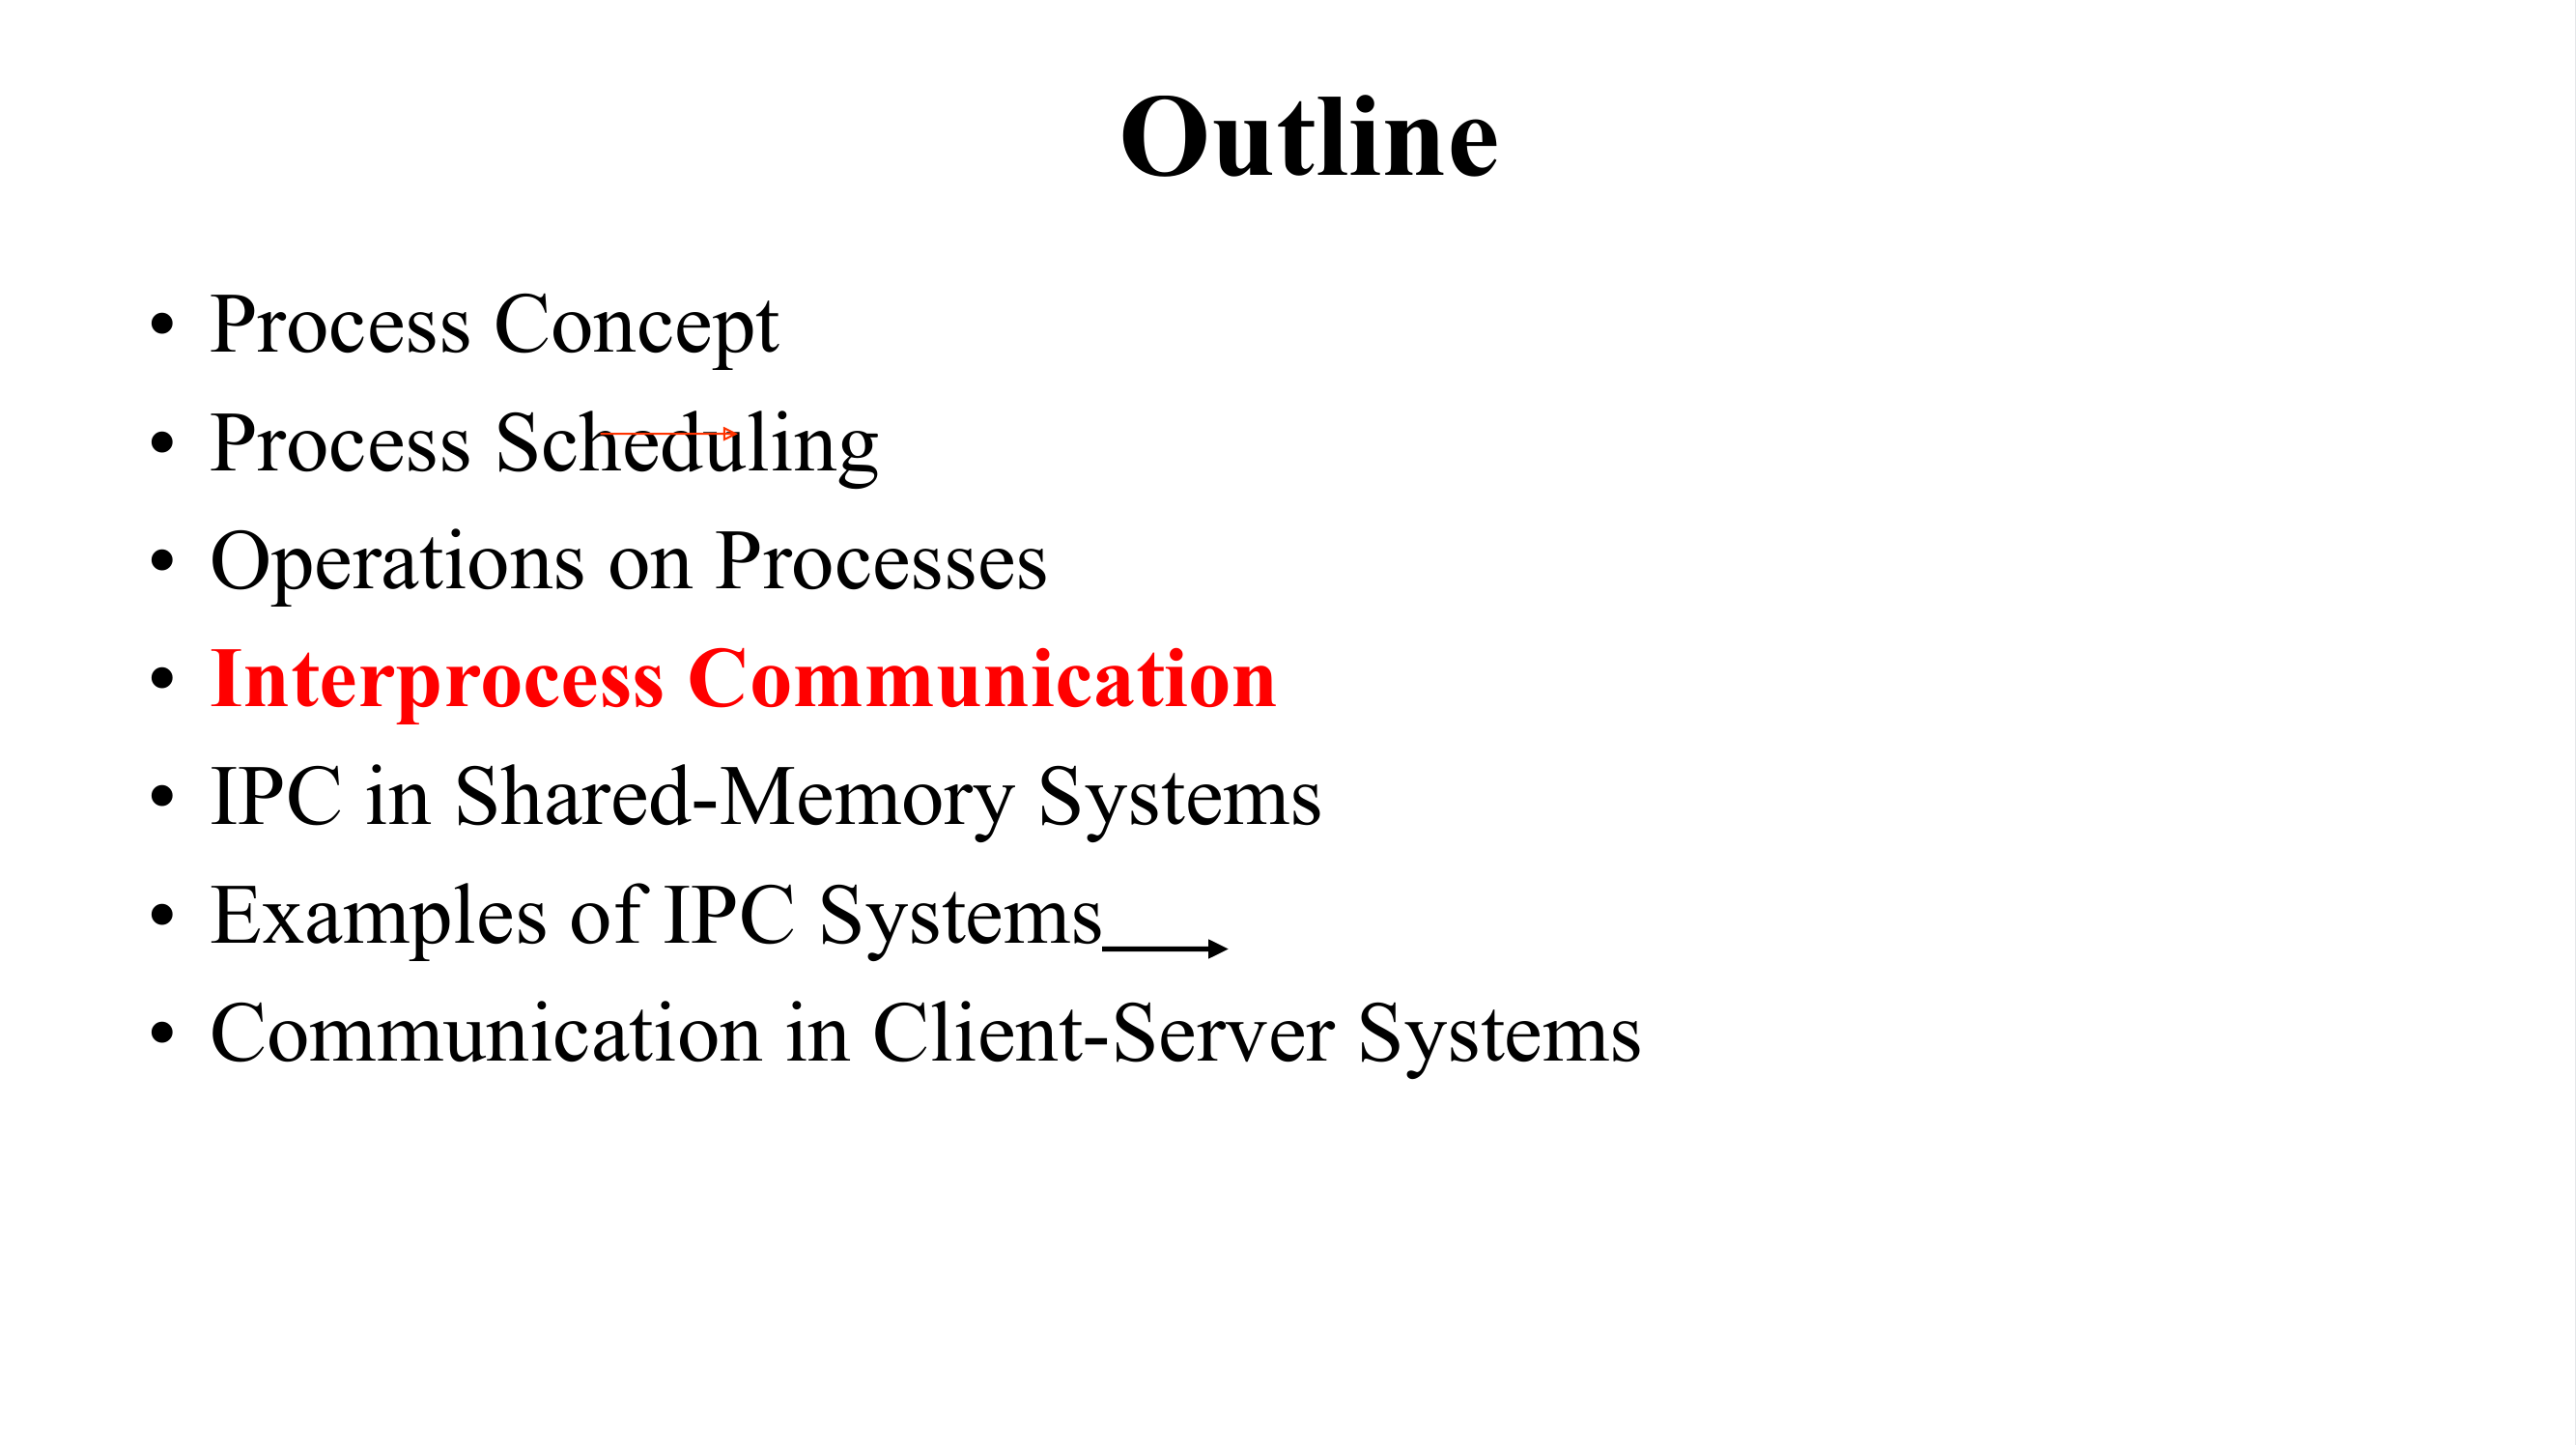 Outline
• Process Concept
• Process Scheduling
• Operations on Processes
• Interprocess Communication
• IPC in Shared-Memory Systems
• Examples of IPC Systems
• Communication in Client-Server Systems